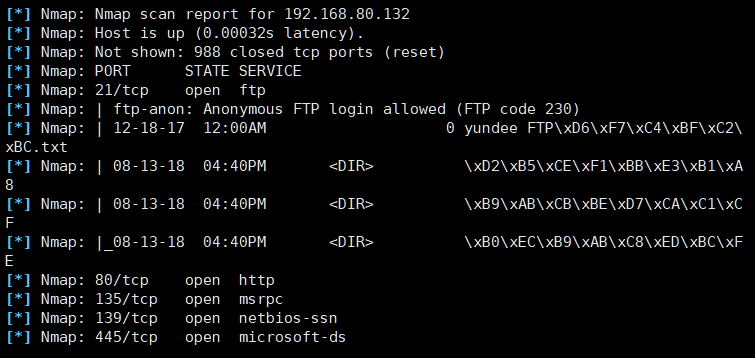 [*] Nmap: Nmap scan report for 192.168.80.132
[*] Nmap: Host is up (0.00032s latency).
[*] Nmap: Not shown: 988 closed tcp ports (reset)
[*] Nmap: PORT      STATE SERVICE
[*] Nmap: 21/tcp    open  ftp
[*] Nmap: | ftp-anon: Anonymous FTP login allowed (FTP code 230)
[*] Nmap: | 12-18-17  12:00AM                    0 yundee FTP\xD6\xF7\xC4\xBF\xC2\
xBC.txt
[*] Nmap: | 08-13-18  04:40PM       <DIR>          \xD2\xB5\xCE\xF1\xBB\xE3\xB1\xA
8
[*] Nmap: | 08-13-18  04:40PM       <DIR>          \xB9\xAB\xCB\xBE\xD7\xCA\xC1\xC
F
[*] Nmap: |_08-13-18  04:40PM       <DIR>          \xB0\xEC\xB9\xAB\xC8\xED\xBC\xF
E
[*] Nmap: 80/tcp    open  http
[*] Nmap: 135/tcp   open  msrpc
[*] Nmap: 139/tcp   open  netbios-ssn
[*] Nmap: 445/tcp   open  microsoft-ds